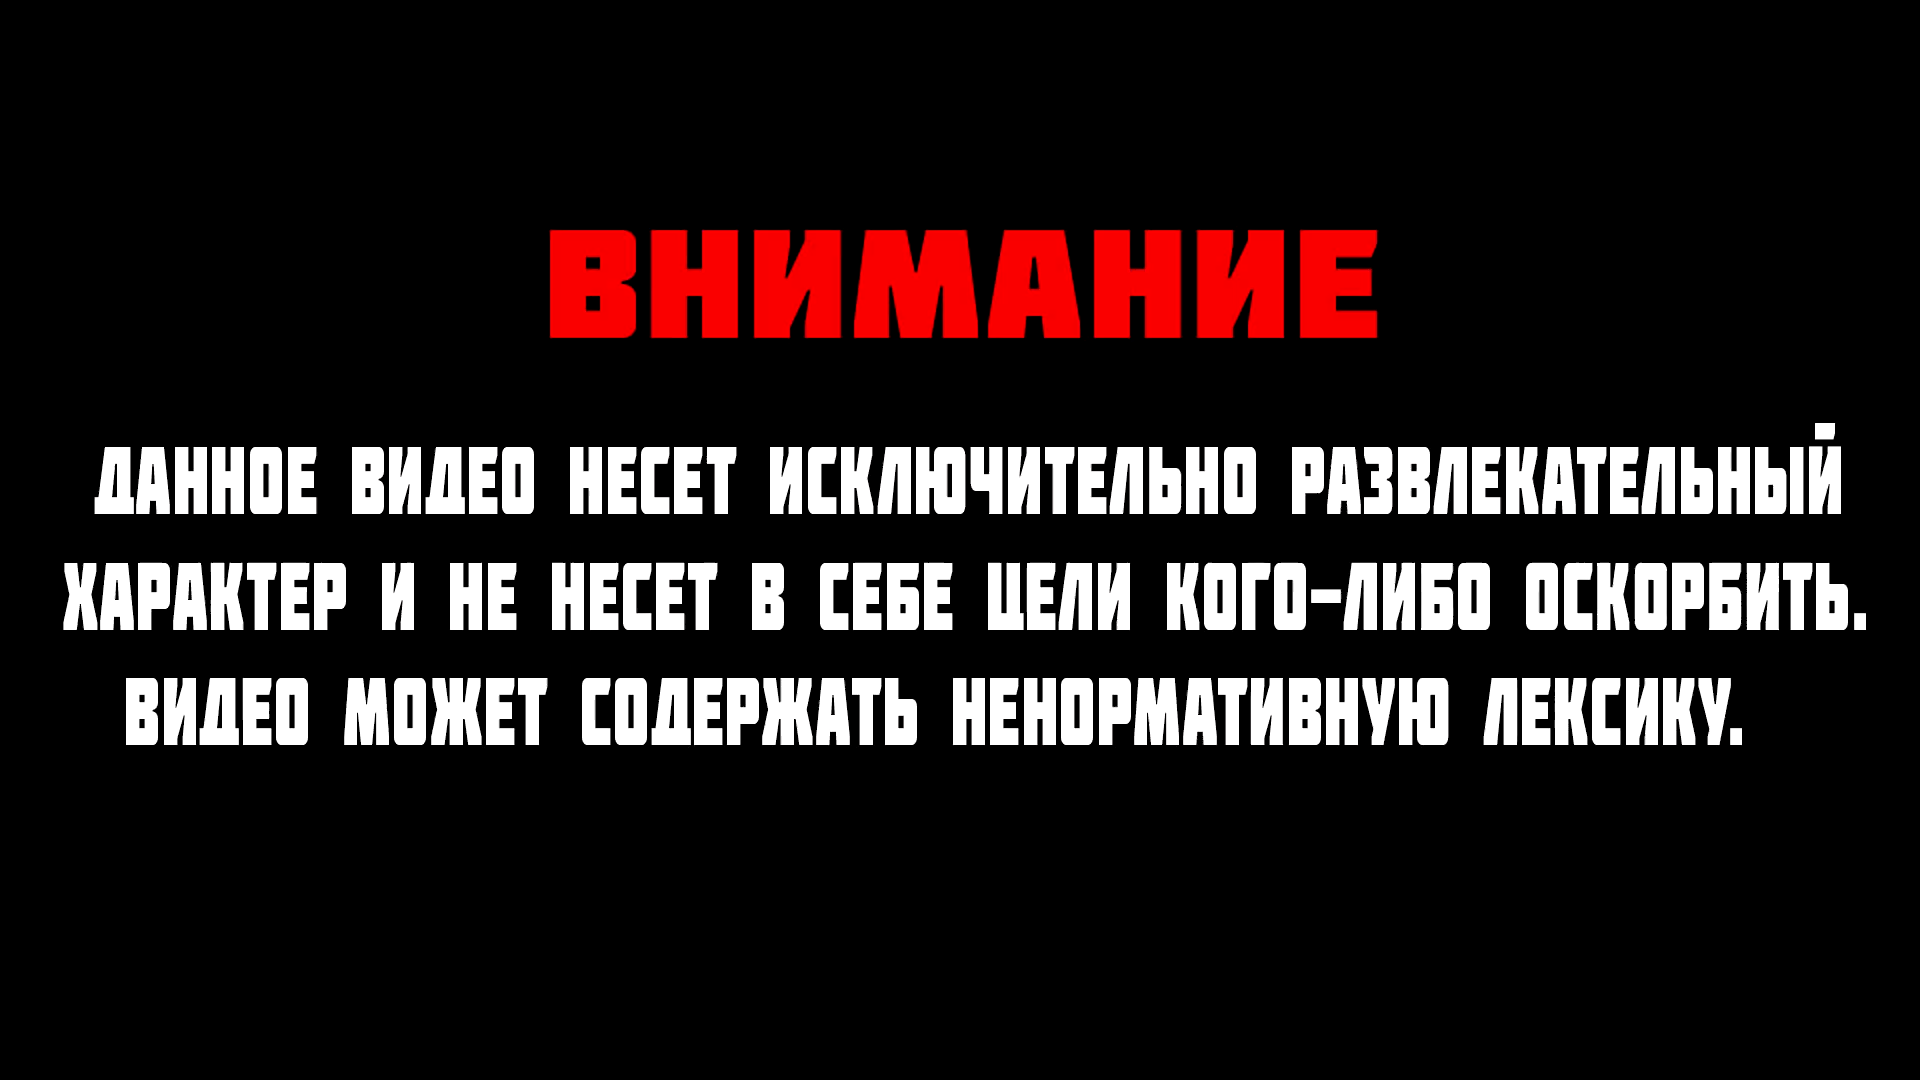 ВНИМАНИЕ
ДАННОЕ ВИДЕО НЕСЕТ ИСКЛЮЧИТЕЛЬНО РАЗВЛЕКАТЕЛЬНЫЙ
ХАРАКТЕР И НЕ НЕСЕТ В СЕБЕ ЦЕЛИ КОГО-ЛИБО ОСКОРБИТЬ.
ВИДЕО МОЖЕТ СОДЕРЖАТЬ НЕНОРМАТИВНУЮ ЛЕКСИКУ.